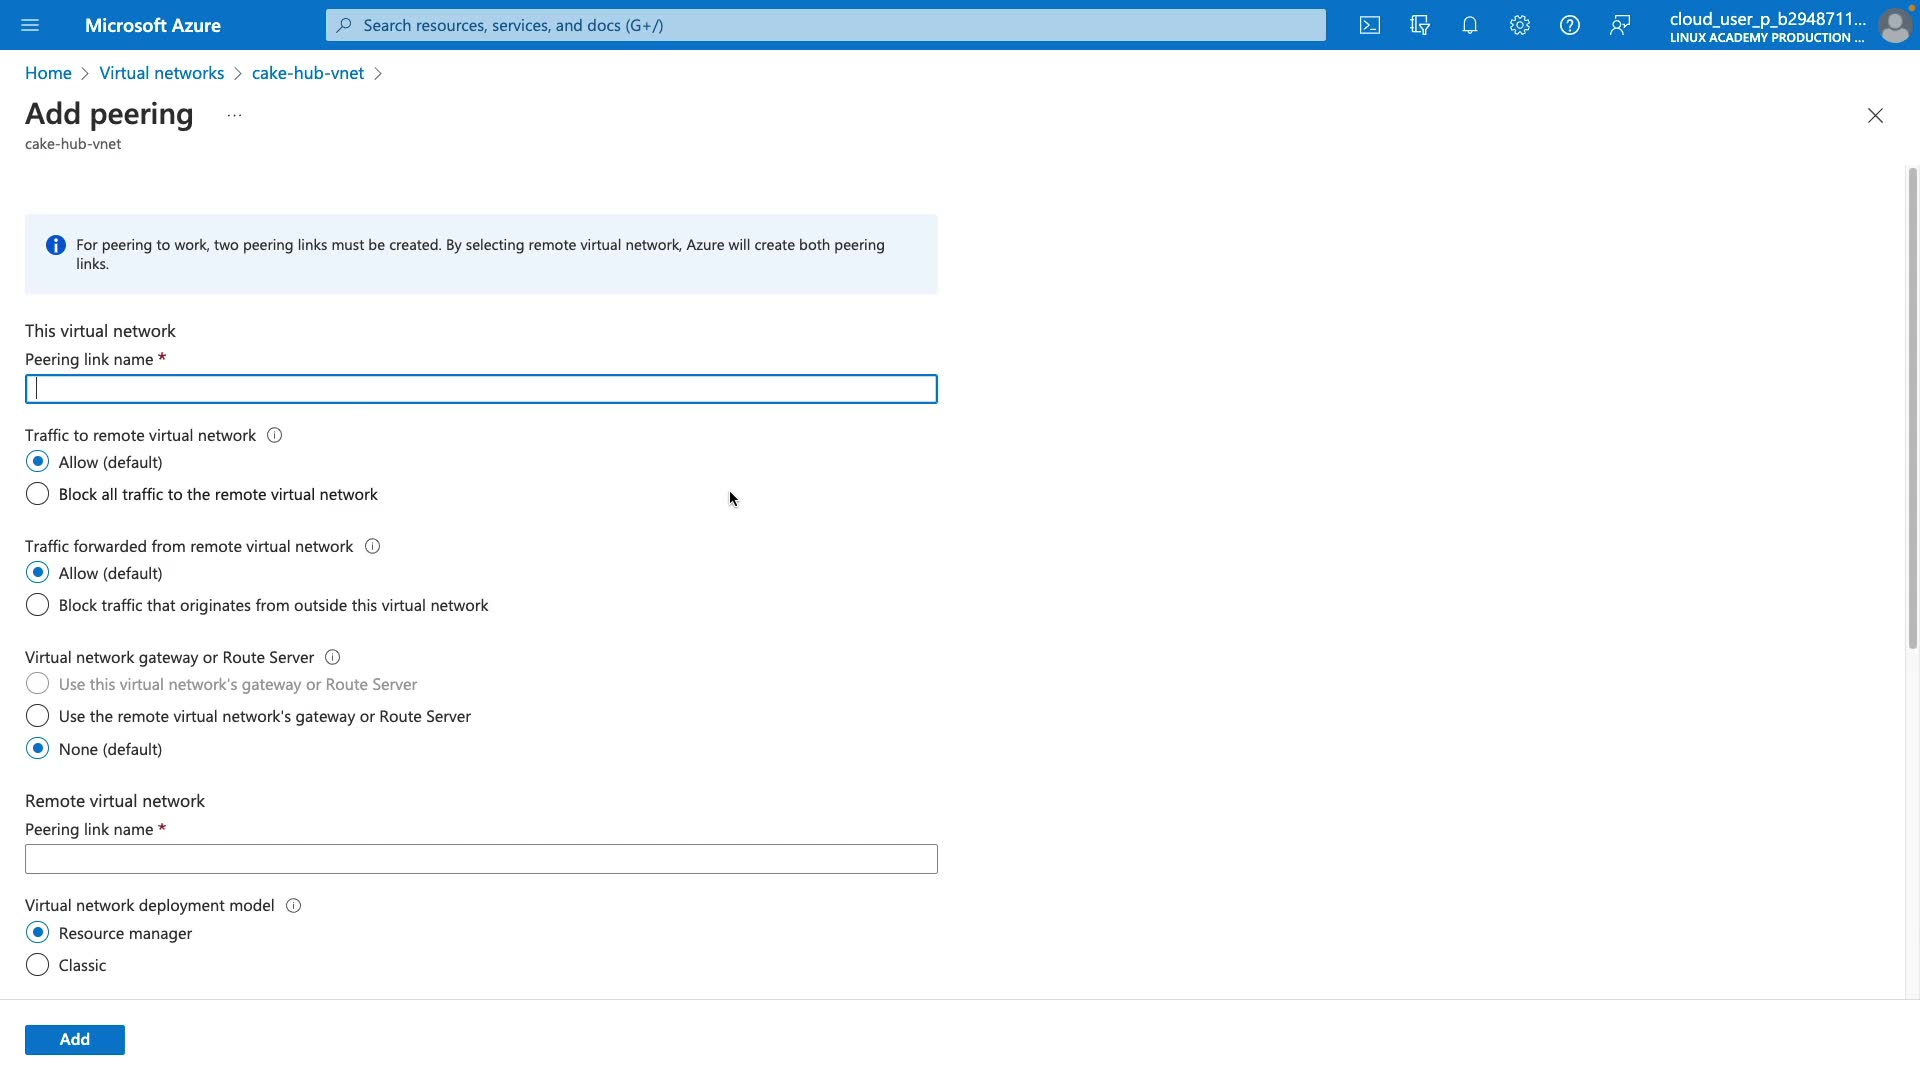 Microsoft Azure
Search resources, services, and docs (G+/)
cloud_user_p_b2948711...
LINUX ACADEMY PRODUCTION ...
Home > Virtual networks > cake-hub-vnet >
Add peering ...
cake-hub-vnet
For peering to work, two peering links must be created. By selecting remote virtual network, Azure will create both peering
links.
This virtual network
Peering link name *
Traffic to remote virtual network
Allow (default)
Block all traffic to the remote virtual network
Traffic forwarded from remote virtual network
Allow (default)
Block traffic that originates from outside this virtual network
Virtual network gateway or Route Server
Use this virtual network's gateway or Route Server
Use the remote virtual network's gateway or Route Server
None (default)
Remote virtual network
Peering link name *
Virtual network deployment model
Resource manager
Classic
Add